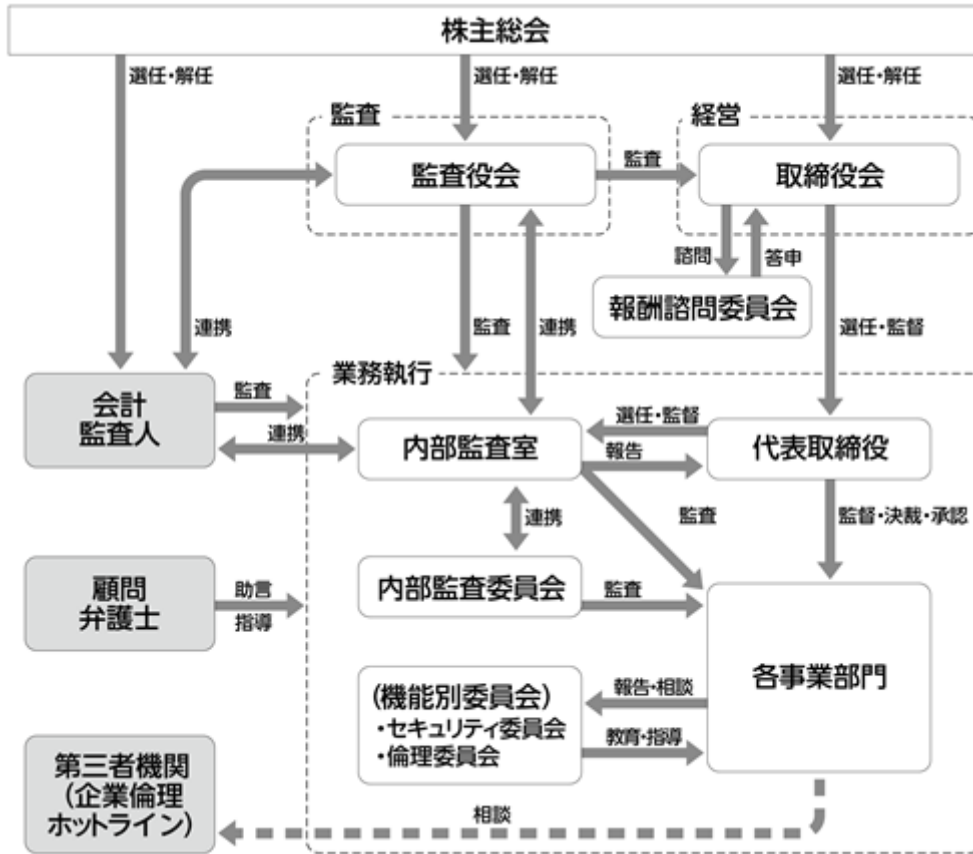 株主総会
選任・解任
選任・解任
選任・解任
監査
経営
監査役会
監査
取締役会
諮問
答申
報酬諮問委員会
連携
監査
連携
選任・監督
業務執行
会計
監査人
監査
連携
内部監査室
選任・監督
報告
代表取締役
連携
監査
監督・決裁・承認
顧問
弁護士
助言
指導
内部監査委員会
監査
各事業部門
(機能別委員会)
・セキュリティ委員会
・倫理委員会
報告・相談
教育・指導
第三者機関
(企業倫理
ホットライン)
相談